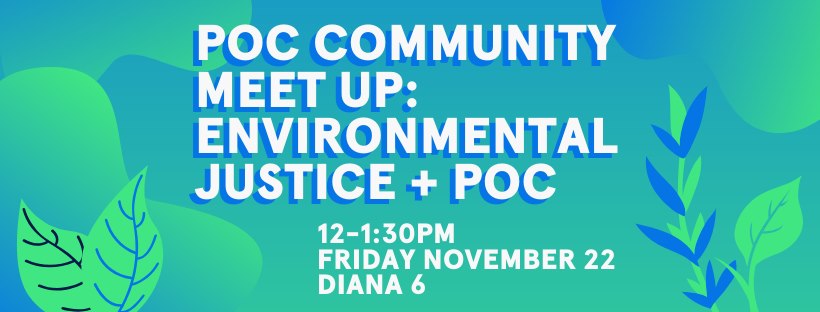 POC COMMUNITY
MEET UP:
ENVIRONMENTAL
JUSTICE + POC
12-1:30PM
FRIDAY NOVEMBER 22
DIANA 6